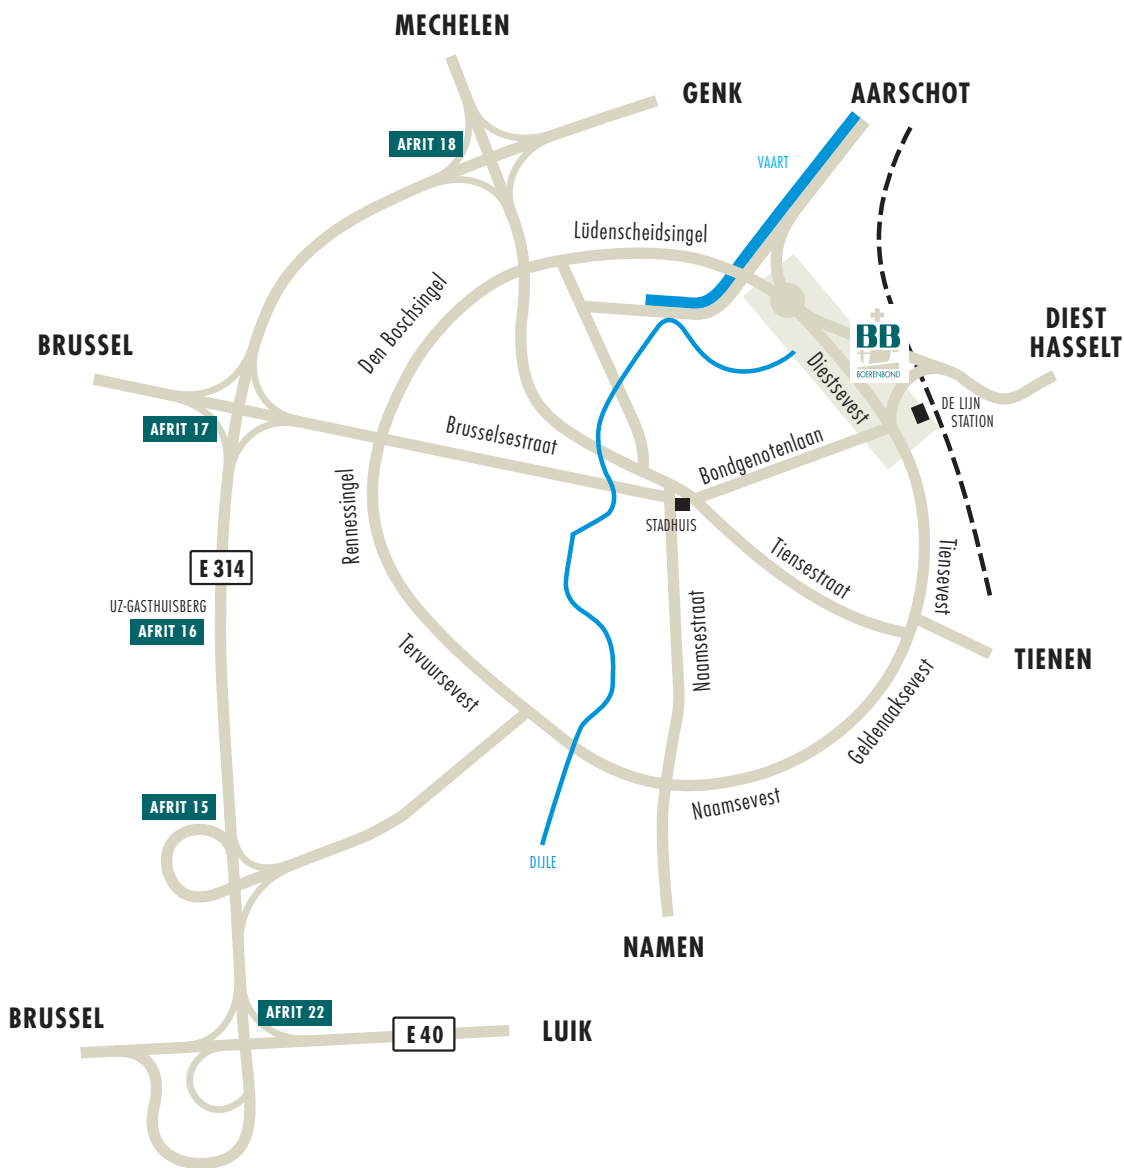 MECHELEN
GENK
AARSCHOT
AFRIT 18
VAART
Lüdenscheidsingel
Den Boschsingel
BRUSSEL
DIEST
HASSELT
BB
BOERENBOND
Diestsevest
DE LIJN
STATION
AFRIT 17
Brusselsestraat
Bondgenotenlaan
Rennessingel
STADHUIS
E 314
Tiensestraat
Tiensevest
UZ-GASTHUISBERG
AFRIT 16
Naamsestraat
TIENEN
Tervuursevest
Geldenaaksevest
AFRIT 15
Naamsevest
DIJLE
NAMEN
AFRIT 22
BRUSSEL
E 40
LUIK